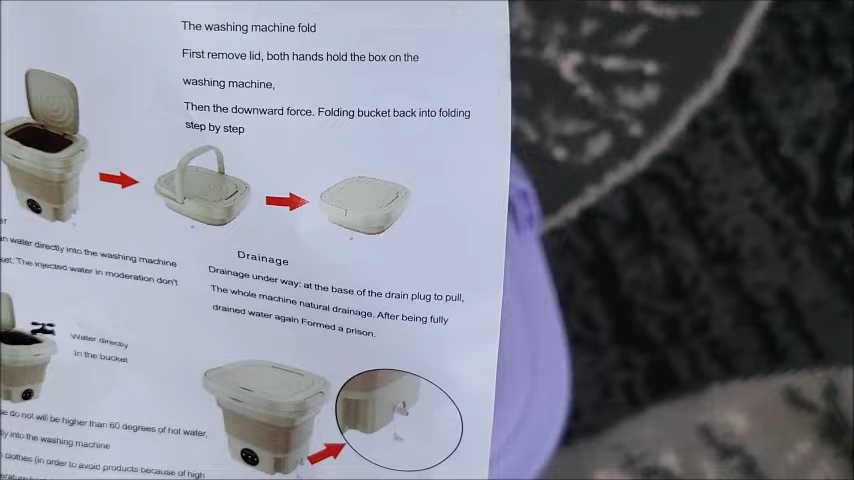 The washing machine fold
First remove lid, both hands hold the box on the
washing machine,
Then the downward force. Folding bucket back into folding
step by step
er
an water directly into the washing machine
ket; The injected water in moderation don't
Drainage
Drainage under way: at the base of the drain plug to pull,
The whole machine natural drainage. After being fully
drained water again Formed a prison.
Water directly
In the bucket
se do not will be higher than 60 degrees of hot water,
ly into the washing machine
clothes (in order to avoid products because of high